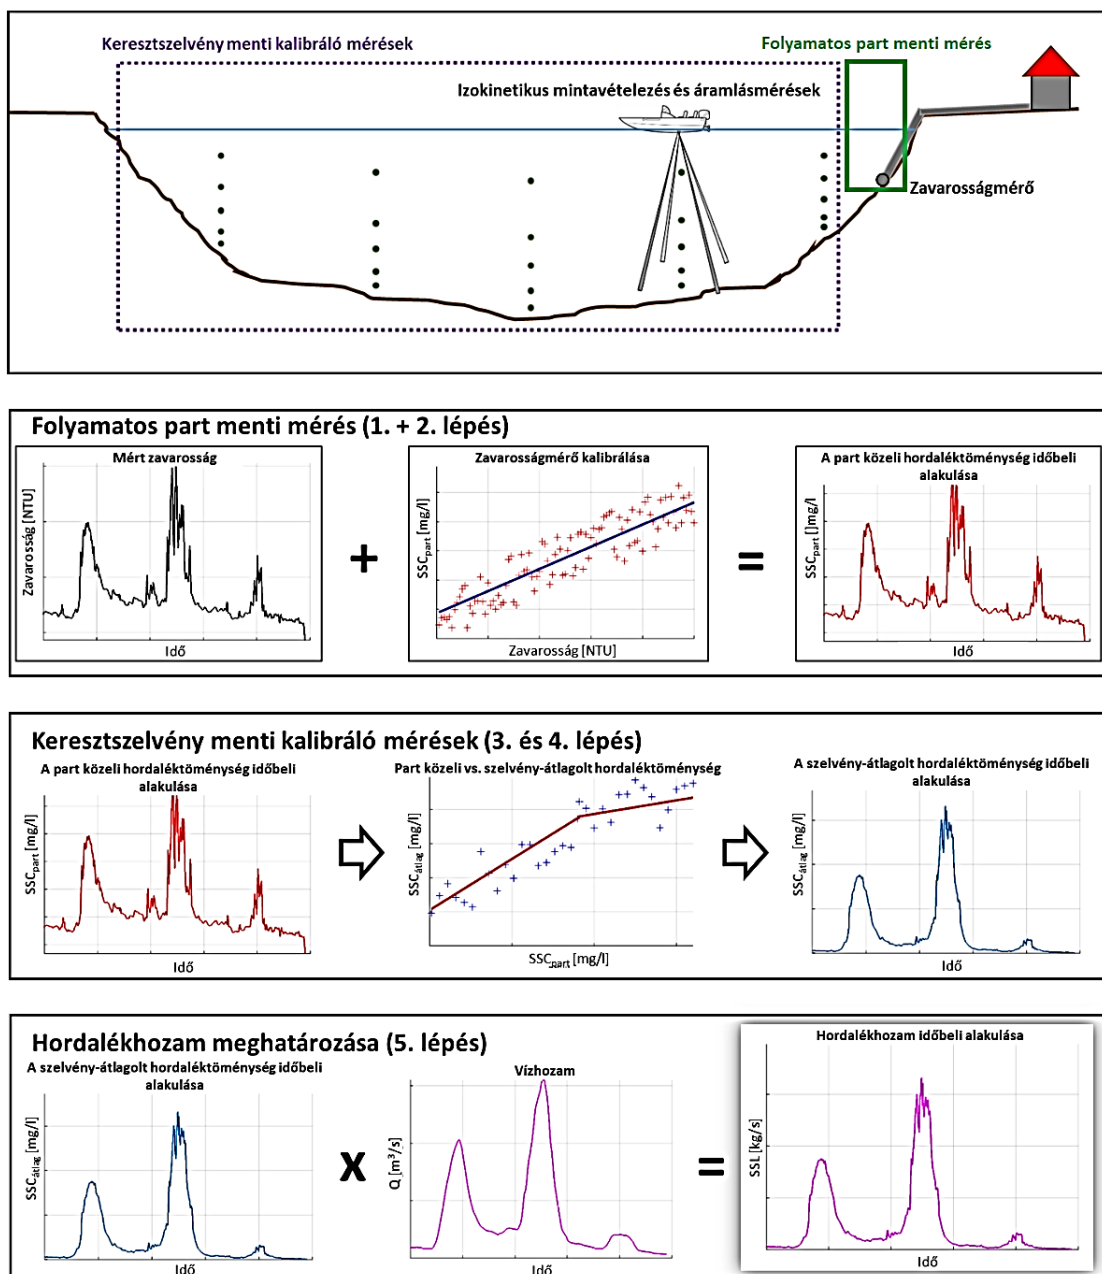 Keresztszelvény menti kalibráló mérések
Folyamatos part menti mérés
Izokinetikus mintavételezés és áramlásmérések
Zavarosságmérő
Folyamatos part menti mérés (1. + 2. lépés)
Mért zavarosság
Zavarosság [NTU]
Idő
+
Zavarosságmérő kalibrálása
SSCpart [mg/l]
Zavarosság [NTU]
=
A part közeli hordaléktöménység időbeli
alakulása
SSCpart []mg/l]
Idő
Keresztszelvény menti kalibráló mérések (3. és 4. lépés)
A part közeli hordaléktöménység időbeli
alakulása
SSCpart [mg/l]
Idő
Part közeli vs. szelvény-átlagolt hordaléktöménység
SSCátlag [mg/l]
SSCpart [mg/l]
A szelvény-átlagolt hordaléktöménység időbeli
alakulása
SSCátlag [mg/l]
Idő
Hordalékhozam meghatározása (5. lépés)
A szelvény-átlagolt hordaléktöménység időbeli
alakulása
SSCátlag [mg/l]
Idő
x
Vízhozam
Q [m³/s]
Idő
=
Hordalékhozam időbeli alakulása
SSL [kg/s]
Idő